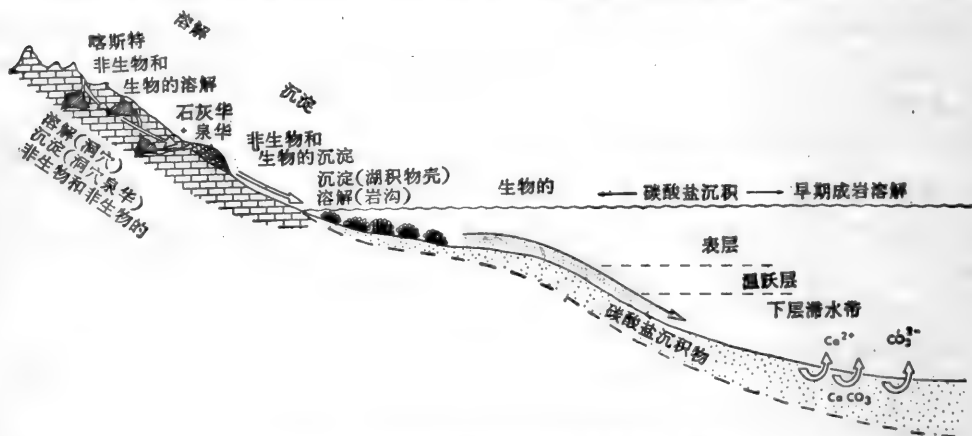 溶解
喀斯特
非生物和
生物的溶解
石灰华
泉华
溶解(洞穴)
沉淀(洞穴泉华)
非生物和非生物的
沉淀
非生物和
生物的沉淀
沉淀(湖积物壳)
溶解(岩沟)
生物的
碳酸盐沉积
早期成岩溶解
表层
温跃层
下层滞水带
碳酸盐沉积物
Ca²⁺
CO₃²⁻
CaCO₃